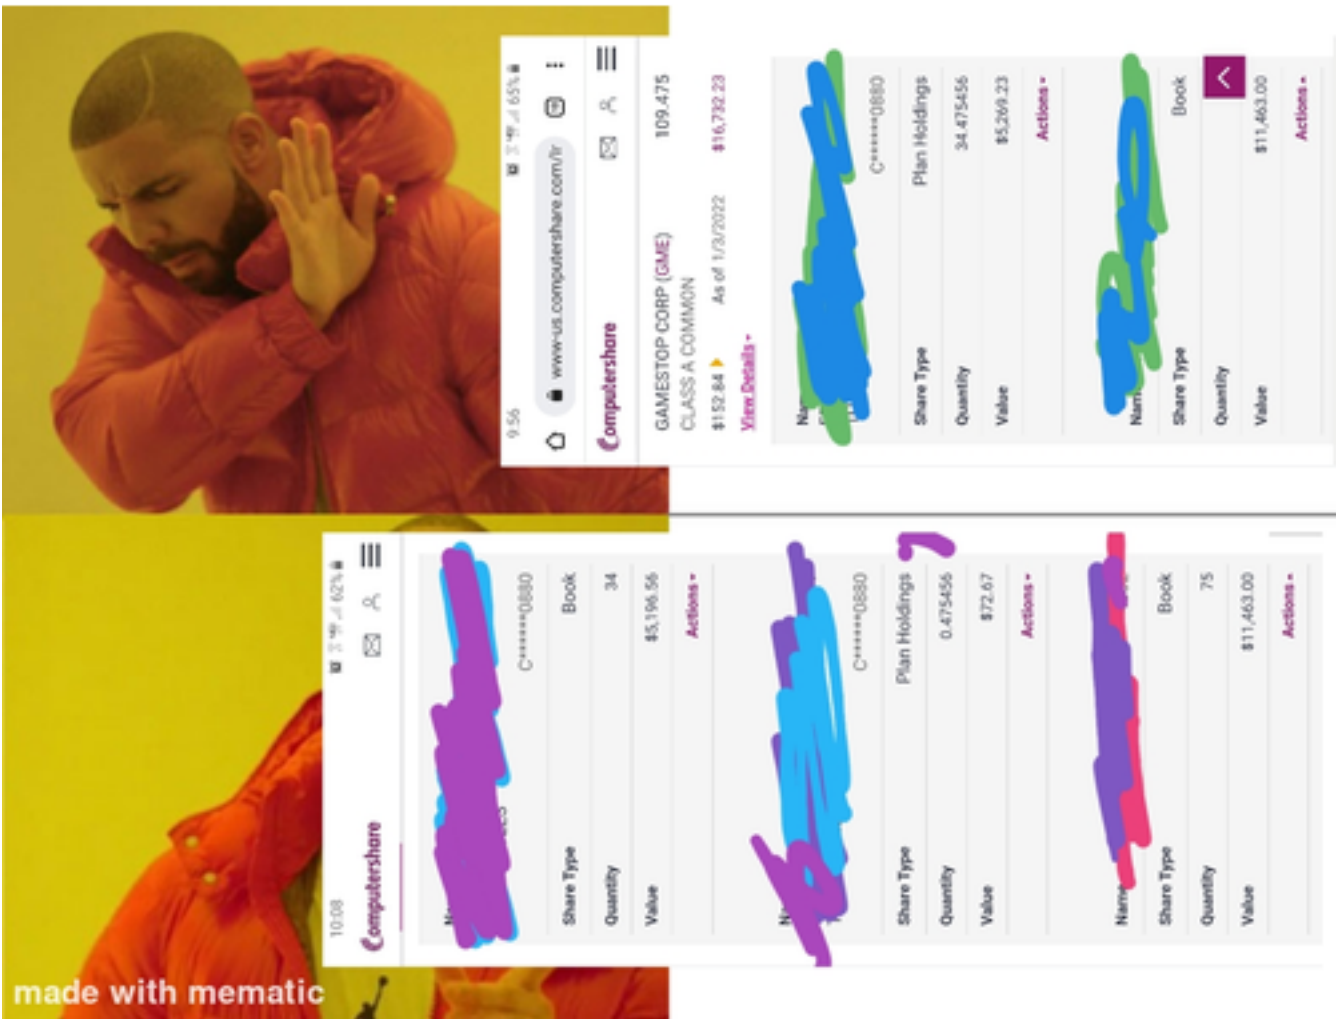 9:56
65%
www-us.computershare.com/Ir
Computershare
GAMESTOP CORP (GME) 109.475
CLASS A COMMON
$152.84 As of 1/3/2022 $16,732.23
View Details
Na
C******0880
Share Type Plan Holdings
Quantity 34.475456
Value $5,269.23
Actions
Nam
Share Type Book
Quantity
Value $11,463.00
Actions
10:08
62%
Computershare
C******0880
Share Type Book
Quantity 34
Value $5,196.56
Actions
C******0880
Share Type Plan Holdings
Quantity 0.475456
Value $72.67
Actions
Name
Share Type Book
Quantity 75
Value $11,463.00
Actions
made with mematic